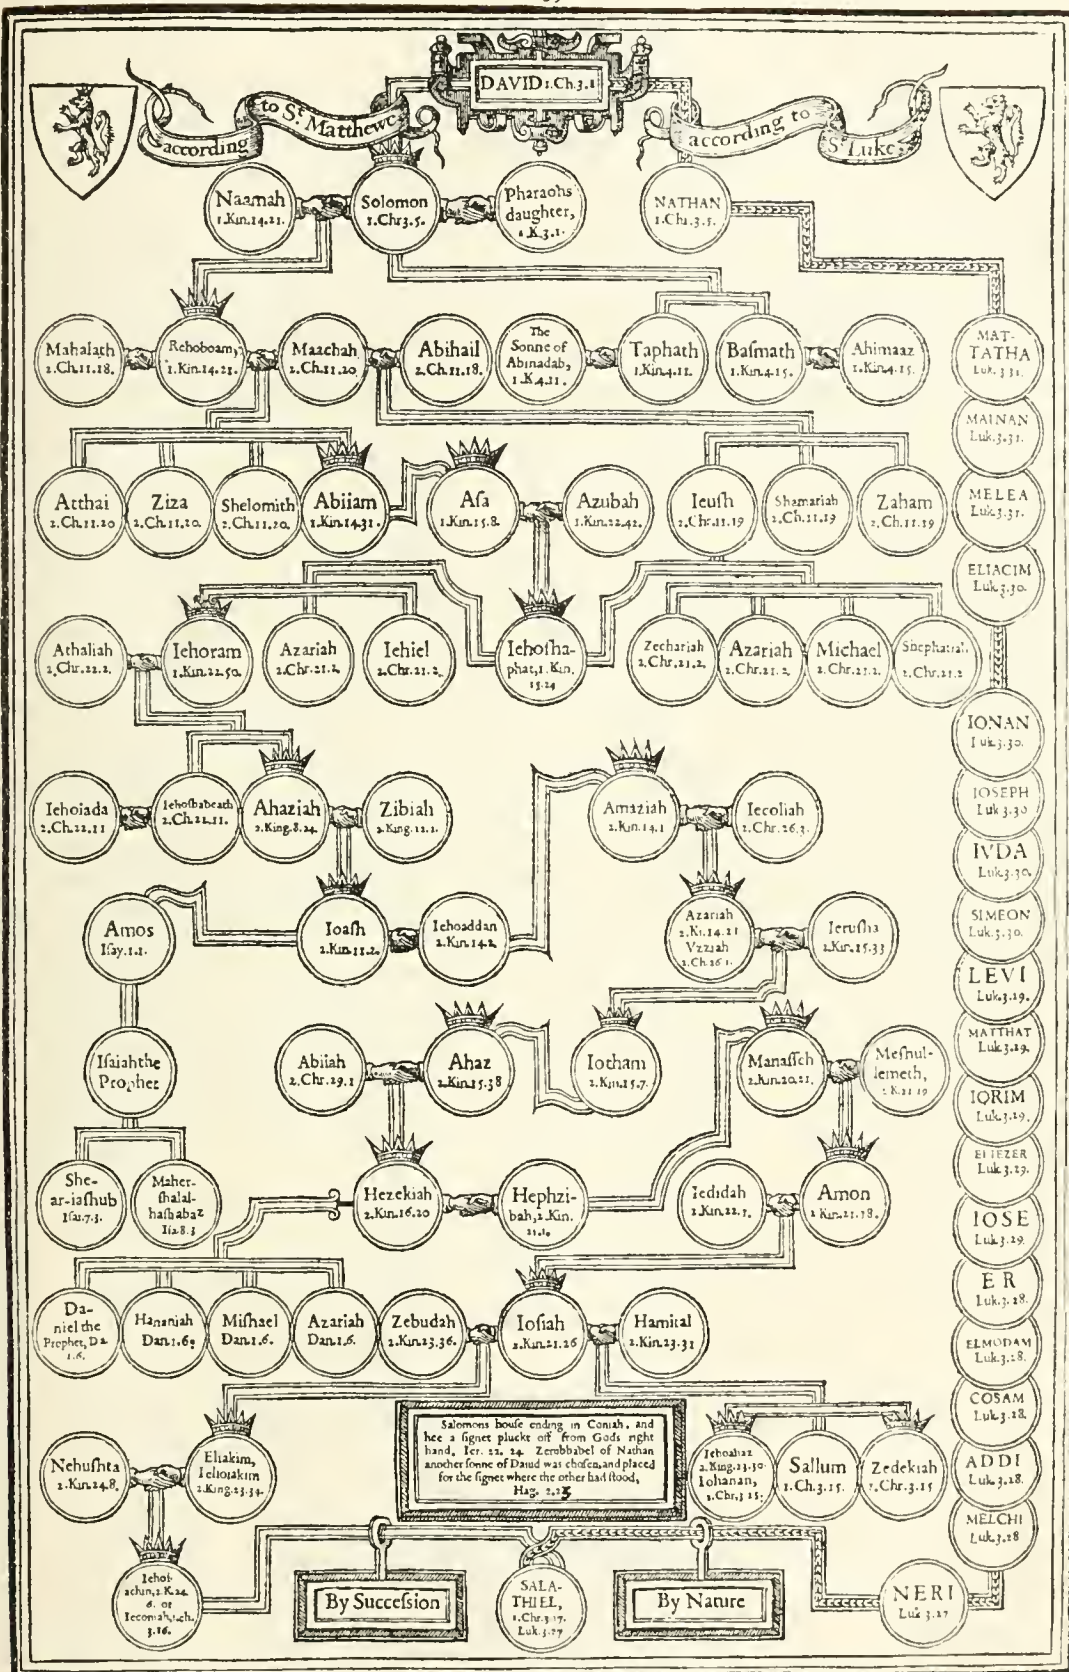 DAVID 1.Ch.3.1
according
to St. Matthewe
according to
St. Luke
Naamah
1.Kin.14.21.
Solomon
1.Chr.3.5.
Pharaohs
daughter,
1.K.3.1.
NATHAN
1.Ch1.3.5.
Mahalath
2.Ch.11.18.
Rehoboam,
1.Kin.14.21.
Maachah
2.Ch.11.20.
Abihail
2.Ch.11.18.
The
Sonne of
Abinadab,
1.K.4.11.
Taphath
1.Kin.4.11.
Baſmath
1.Kin.4.15.
Ahimaaz
1.Kin.4.15.
MAT-
TATHA
Luk.3.31.
MAINAN
Luk.3.31.
Atthai
2.Ch.11.20
Ziza
2.Ch.11.20.
Shelomith
2.Ch.11.20.
Abiiam
1.Kin.14.31.
Aſa
1.Kin.15.8.
Azubah
1.Kin.22.42.
Ieuſh
2.Chr.11.19
Shamariah
2.Ch.11.19
Zaham
2.Ch.11.19
MELEA
Luk.3.31.
ELIACIM
Luk.3.30.
Athaliah
2.Chr.22.2.
Iehoram
1.Kin.22.50.
Azariah
2.Chr.21.2.
Iehiel
2.Chr.21.2.
Iehoſha-
phat,1.Kin.
15.24
Zechariah
2.Chr.21.2.
Azariah
2.Chr.21.2.
Michael
2.Chr.21.2.
Shephatiah
2.Chr.21.2
IONAN
Luk.3.30.
Iehoiada
2.Ch.22.11
Iehoſhabeath
2.Ch.22.11.
Ahaziah
2.King.8.24.
Zibiah
2.King.12.1.
Amaziah
2.Kin.14.1
Iecoliah
2.Chr.26.3.
IOSEPH
Luk.3.30
IVDA
Luk.3.30.
Amos
Iſay.1.1.
Ioaſh
2.Kin.11.2.
Iehoaddan
2.Kin.14.2.
Azariah
2.Ki.14.21
Vzziah
2.Ch.26 1.
Ieruſha
2.Kin.15.33
SIMEON
Luk.3.30.
LEVI
Luk.3.29.
Iſaiah the
Prophet
Abiiah
2.Chr.29.1
Ahaz
2.Kin.15.38
Iotham
2.Kin.15.7.
Manaſſeh
2.Kin.20.21.
Meſhul-
lemeth,
2 K.21 19
MATTHAT
Luk.3.29.
IORIM
Luk.3.29.
She-
ar-iaſhub
Iſai.7.3.
Maher-
ſhalal-
haſhabaz
Iſa.8.3
Hezekiah
2.Kin.16.20
Hephzi-
bah,2.Kin.
21.1.
Iedidah
2 Kin.22.1.
Amon
2 Kin.21.18.
ELIEZER
Luk.3.29.
IOSE
Luk.3.29.
Da-
niel the
Prophet, Da
1.6.
Hananiah
Dan.1.6.
Miſhael
Dan.1.6.
Azariah
Dan.1.6.
Zebudah
2.Kin.23.36.
Ioſiah
2.Kin.21.26
Hamital
2.Kin.23.31
ER
Luk.3.28.
ELMODAM
Luk.3.28.
COSAM
Luk.3.28.
Nehuſhta
2.Kin.24.8.
Eliakim,
Iehoiakim
2.King.23.34.
Salomons houſe ending in Coniah, and
hee a ſignet pluckt off from Gods right
hand, Ier. 22. 24. Zerobbabel of Nathan
another ſonne of Dauid was choſen, and placed
for the ſignet where the other had ſtood,
Hag. 2.23
Iehoahaz
2.King.23.30.
Iohanan,
1.Chr.3 15.
Sallum
1.Ch.3.15.
Zedekiah
1.Chr.3.15
ADDI
Luk.3.28.
MELCHI
Luk.3.28
Iehoi-
achin,2.K.24.
6. or
Ieconiah,1.ch.
3.16.
By Succeſsion
SALA-
THIEL,
1.Chr.3.17.
Luk.3.27
By Nature
NERI
Luk 3.27